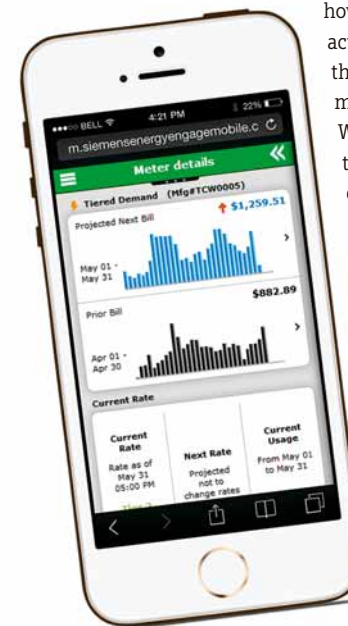 how
act
th
m
W
t
BELL 4:21 PM 22%
m.siemensenergyengagemobile.c
Meter details
Tiered Demand (Mfg#TCW0005)
Projected Next Bill
$1,259.51
May 01 -
May 31
Prior Bill
$882.89
Apr 01 -
Apr 30
Current Rate
Current
Rate
Rate as of
May 31
05:00 PM
Next Rate
Projected
not to
change rates
Current
Usage
From May 01
to May 31